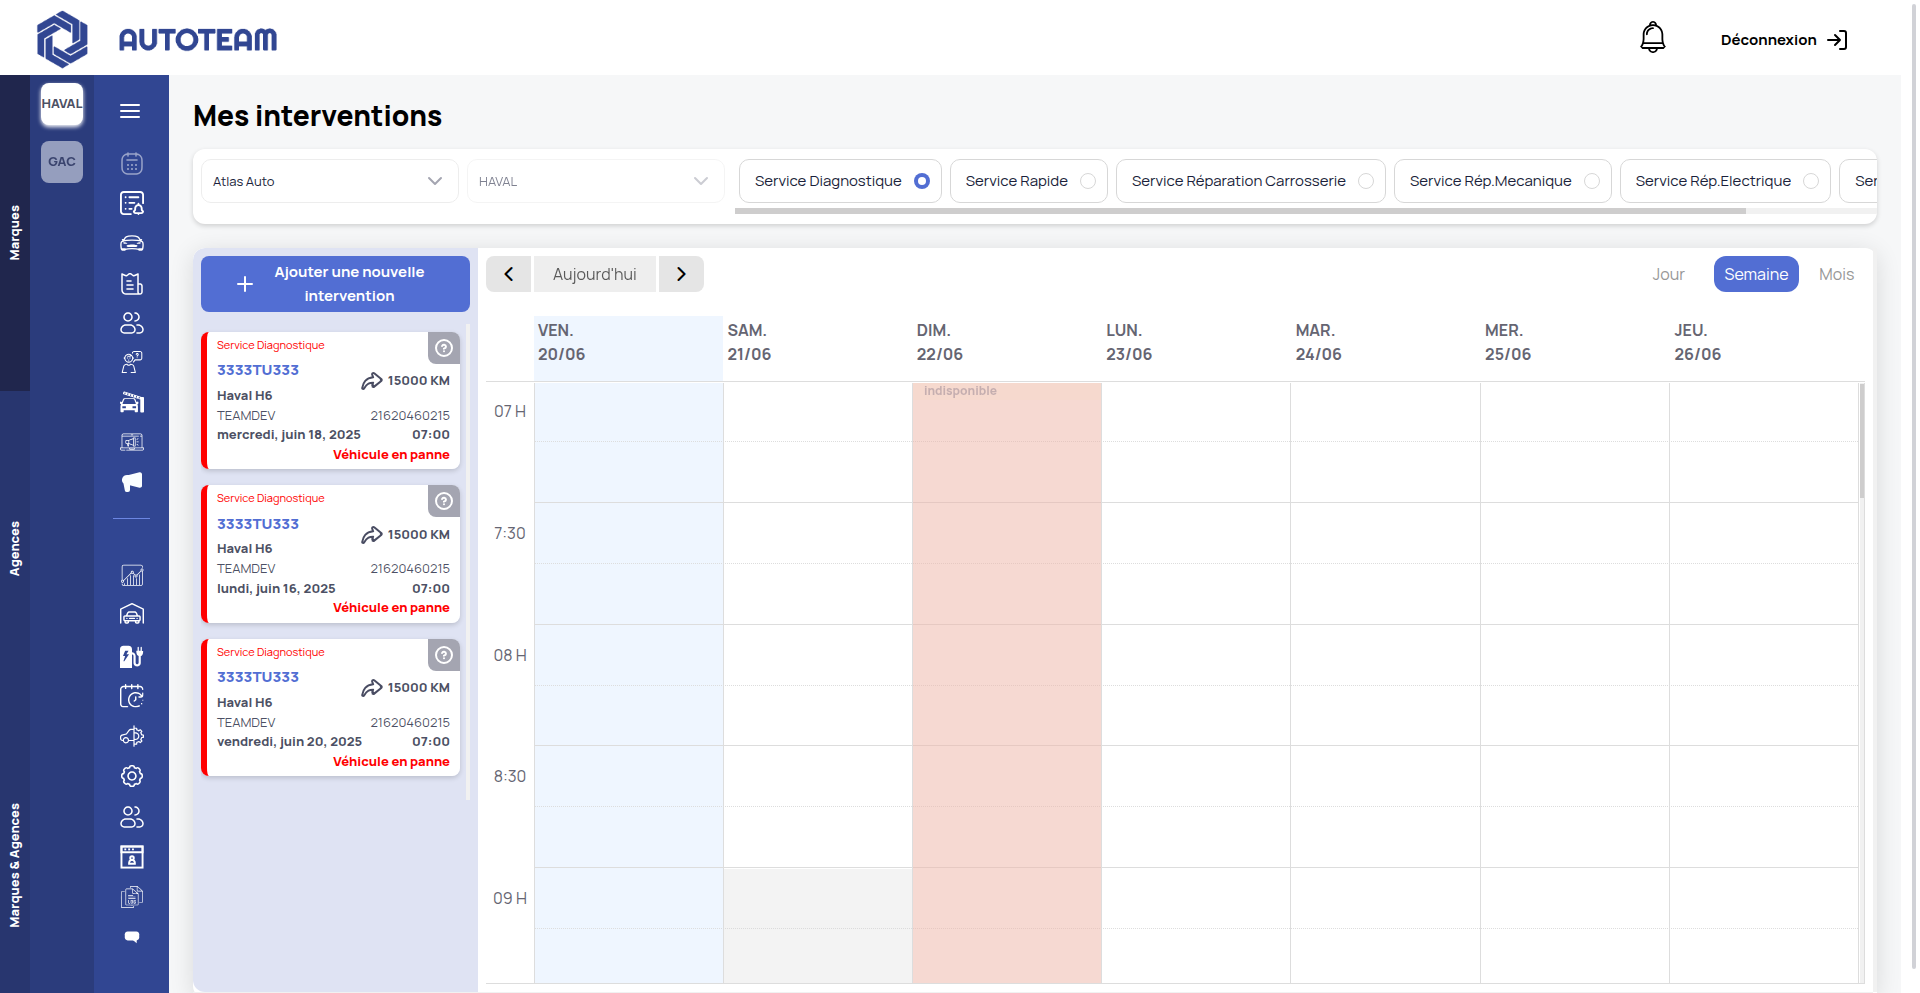 AUTOTEAM
Déconnexion
Marques
Agences
Marques & Agences
HAVAL
GAC
Mes interventions
Atlas Auto
HAVAL
Service Diagnostique
Service Rapide
Service Réparation Carrosserie
Service Rép.Mecanique
Service Rép.Electrique
Ser
Ajouter une nouvelle
intervention
Service Diagnostique
3333TU333
15000 KM
Haval H6
TEAMDEV 21620460215
mercredi, juin 18, 2025 07:00
Véhicule en panne
Service Diagnostique
3333TU333
15000 KM
Haval H6
TEAMDEV 21620460215
lundi, juin 16, 2025 07:00
Véhicule en panne
Service Diagnostique
3333TU333
15000 KM
Haval H6
TEAMDEV 21620460215
vendredi, juin 20, 2025 07:00
Véhicule en panne
Aujourd'hui
Jour
Semaine
Mois
VEN.
20/06
SAM.
21/06
DIM.
22/06
LUN.
23/06
MAR.
24/06
MER.
25/06
JEU.
26/06
Indisponible
07 H
7:30
08 H
8:30
09 H